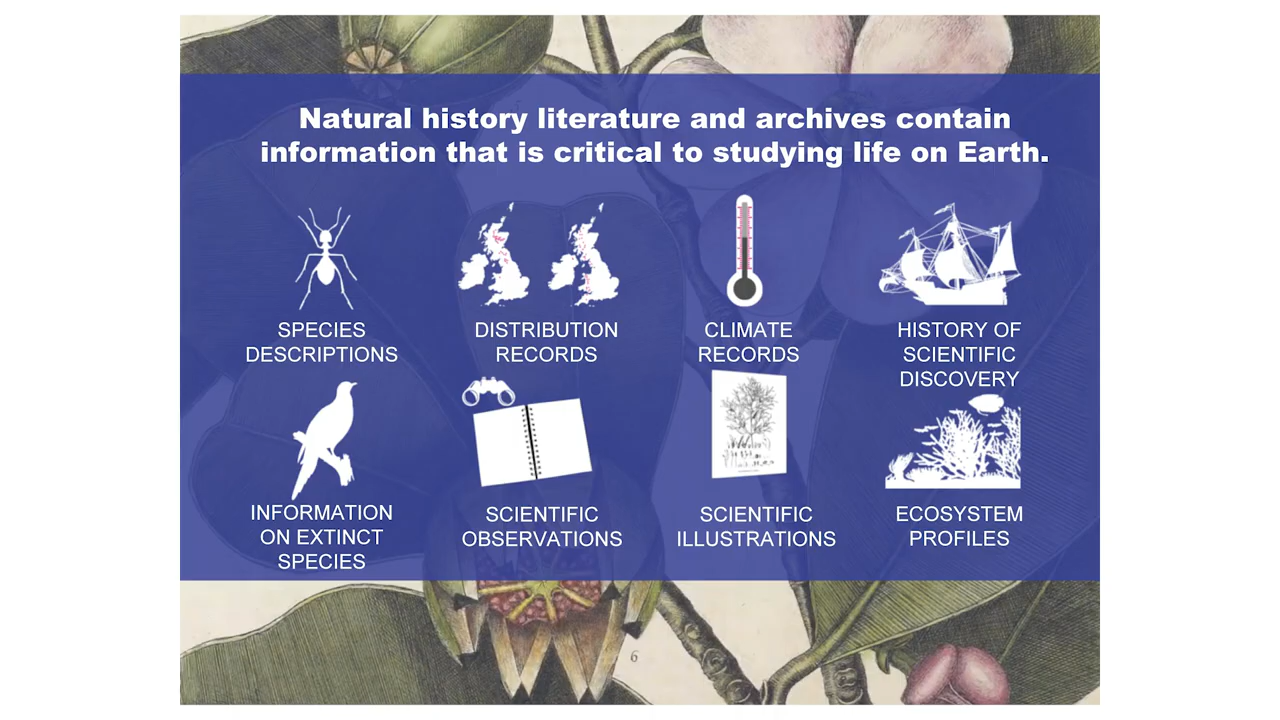 Natural history literature and archives contain
information that is critical to studying life on Earth.
SPECIES
DESCRIPTIONS
DISTRIBUTION
RECORDS
CLIMATE
RECORDS
HISTORY OF
SCIENTIFIC
DISCOVERY
INFORMATION
ON EXTINCT
SPECIES
SCIENTIFIC
OBSERVATIONS
SCIENTIFIC
ILLUSTRATIONS
ECOSYSTEM
PROFILES
6